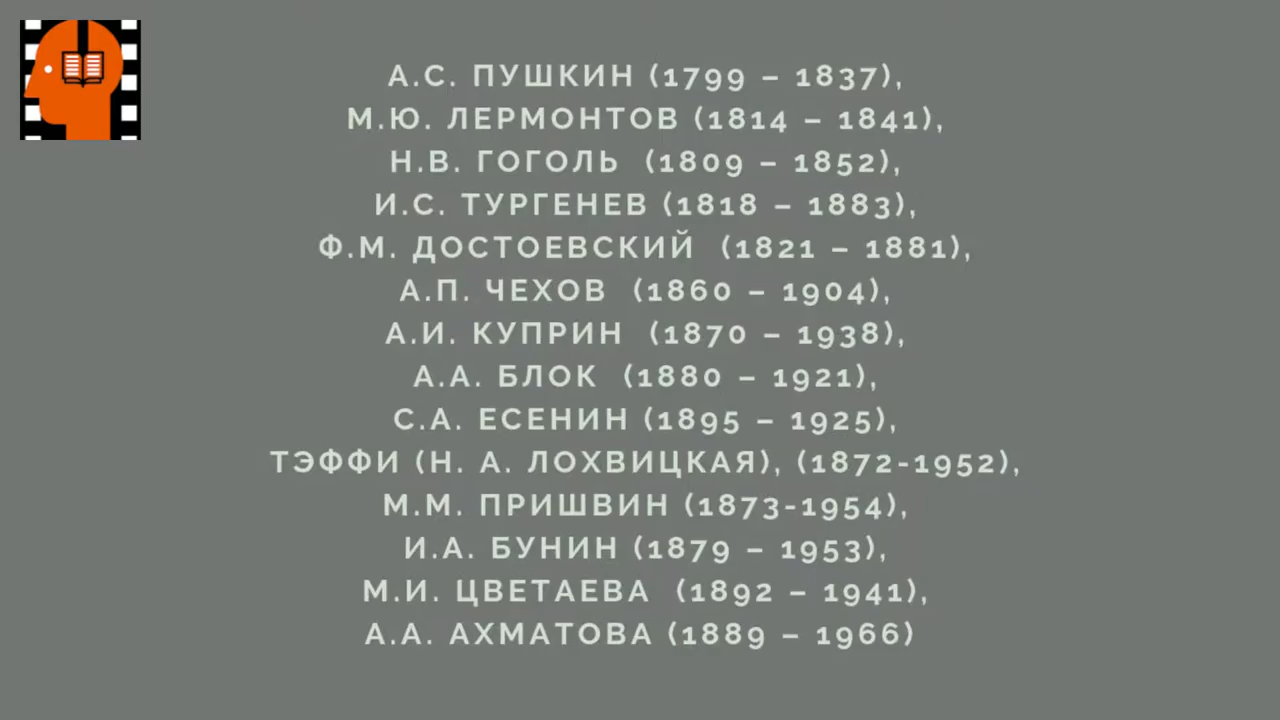 А.С. ПУШКИН (1799 – 1837),
М.Ю. ЛЕРМОНТОВ (1814 – 1841),
Н.В. ГОГОЛЬ (1809 – 1852),
И.С. ТУРГЕНЕВ (1818 – 1883),
Ф.М. ДОСТОЕВСКИЙ (1821 – 1881),
А.П. ЧЕХОВ (1860 – 1904),
А.И. КУПРИН (1870 – 1938),
А.А. БЛОК (1880 – 1921),
С.А. ЕСЕНИН (1895 – 1925),
ТЭФФИ (Н. А. ЛОХВИЦКАЯ), (1872-1952),
М.М. ПРИШВИН (1873-1954),
И.А. БУНИН (1879 – 1953),
М.И. ЦВЕТАЕВА (1892 – 1941),
А.А. АХМАТОВА (1889 – 1966)